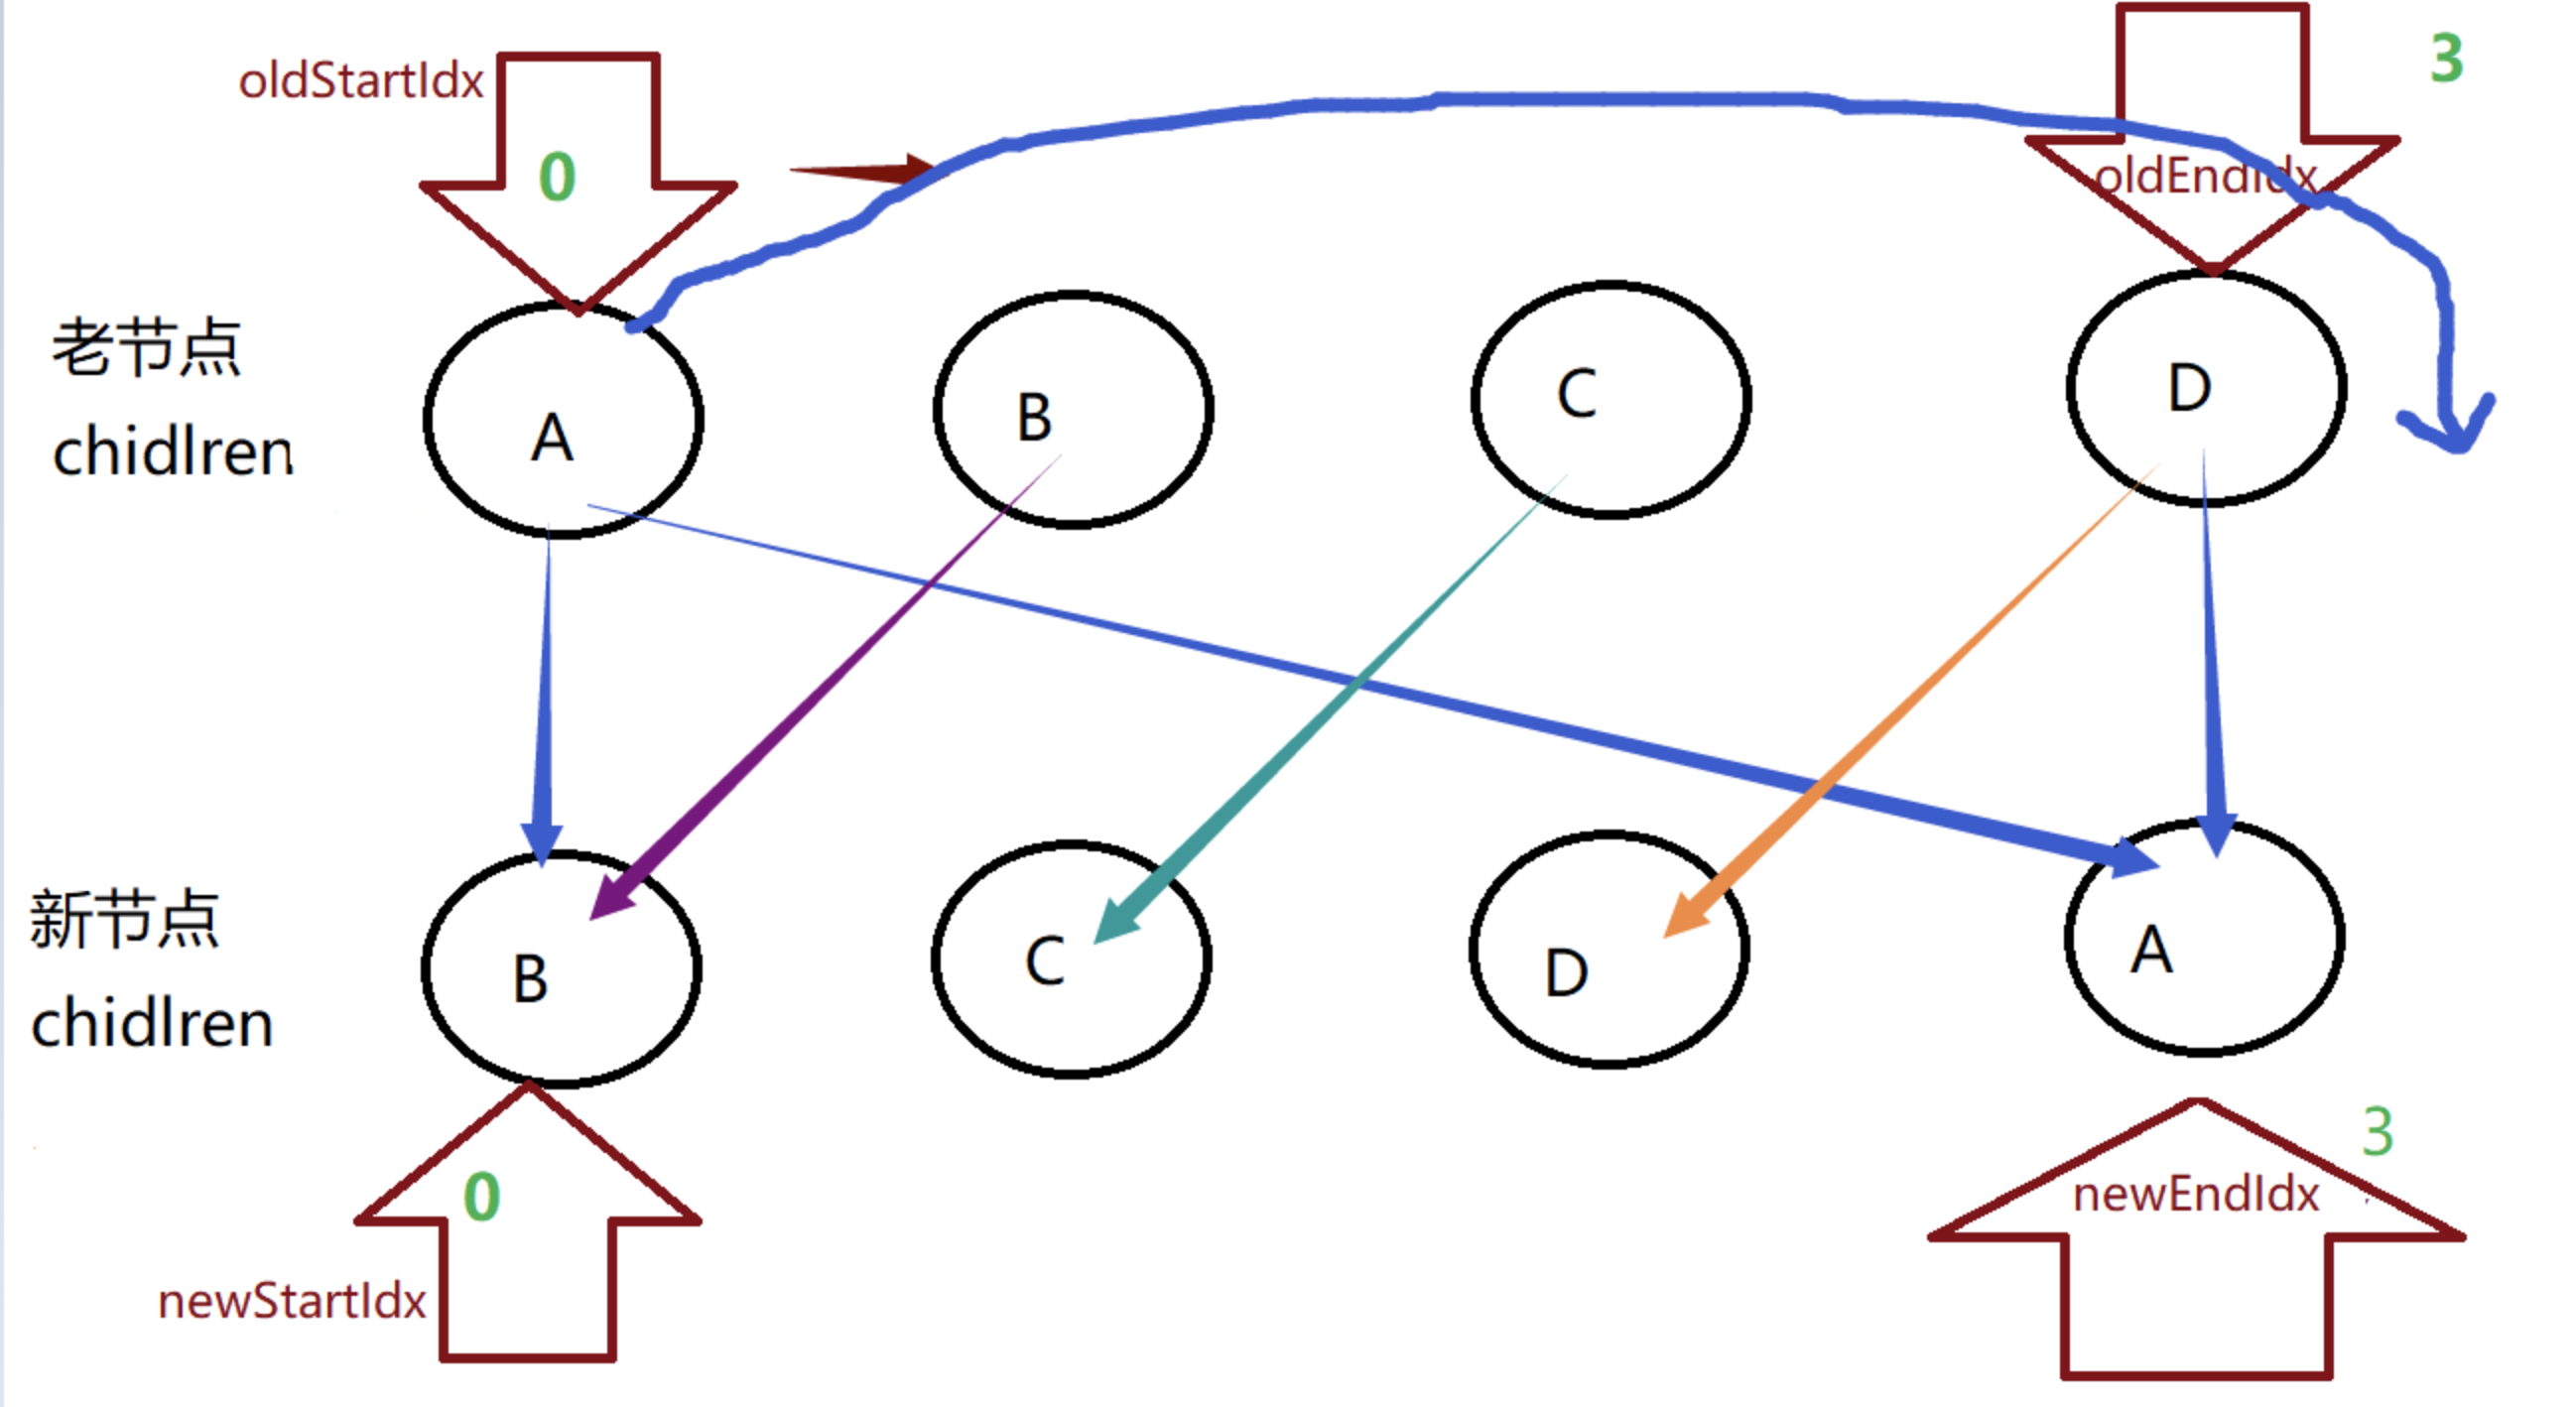 oldStartIdx
0
oldEndIdx
3
老节点
chidlren
A
B
C
D
新节点
chidlren
B
C
D
A
0
newStartIdx
3
newEndIdx